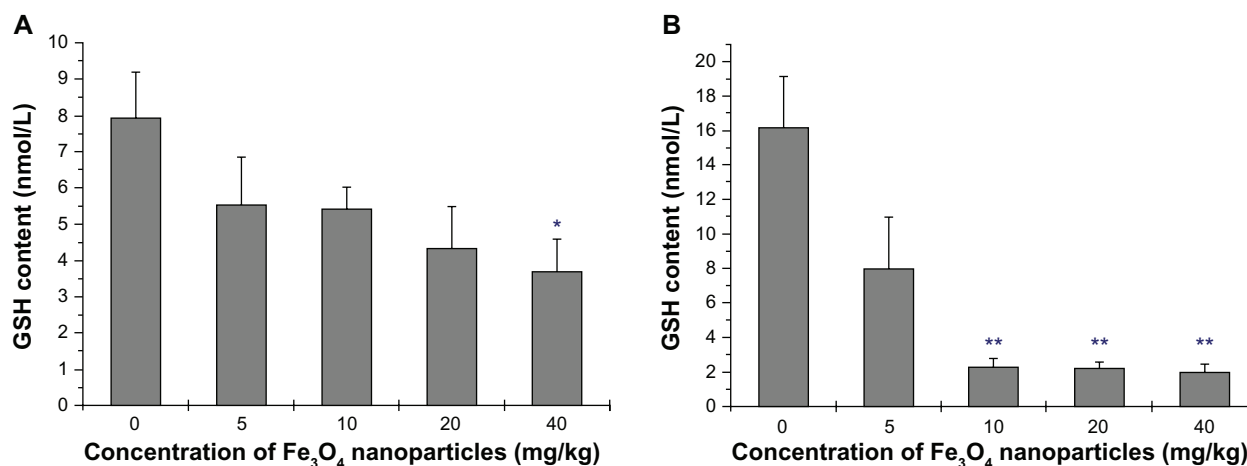 A
GSH content (nmol/L)
10
9
8
7
6
5
4
3
2
1
0
*
0 5 10 20 40
Concentration of Fe₃O₄ nanoparticles (mg/kg)
B
GSH content (nmol/L)
20
18
16
14
12
10
8
6
4
2
0
** ** **
0 5 10 20 40
Concentration of Fe₃O₄ nanoparticles (mg/kg)